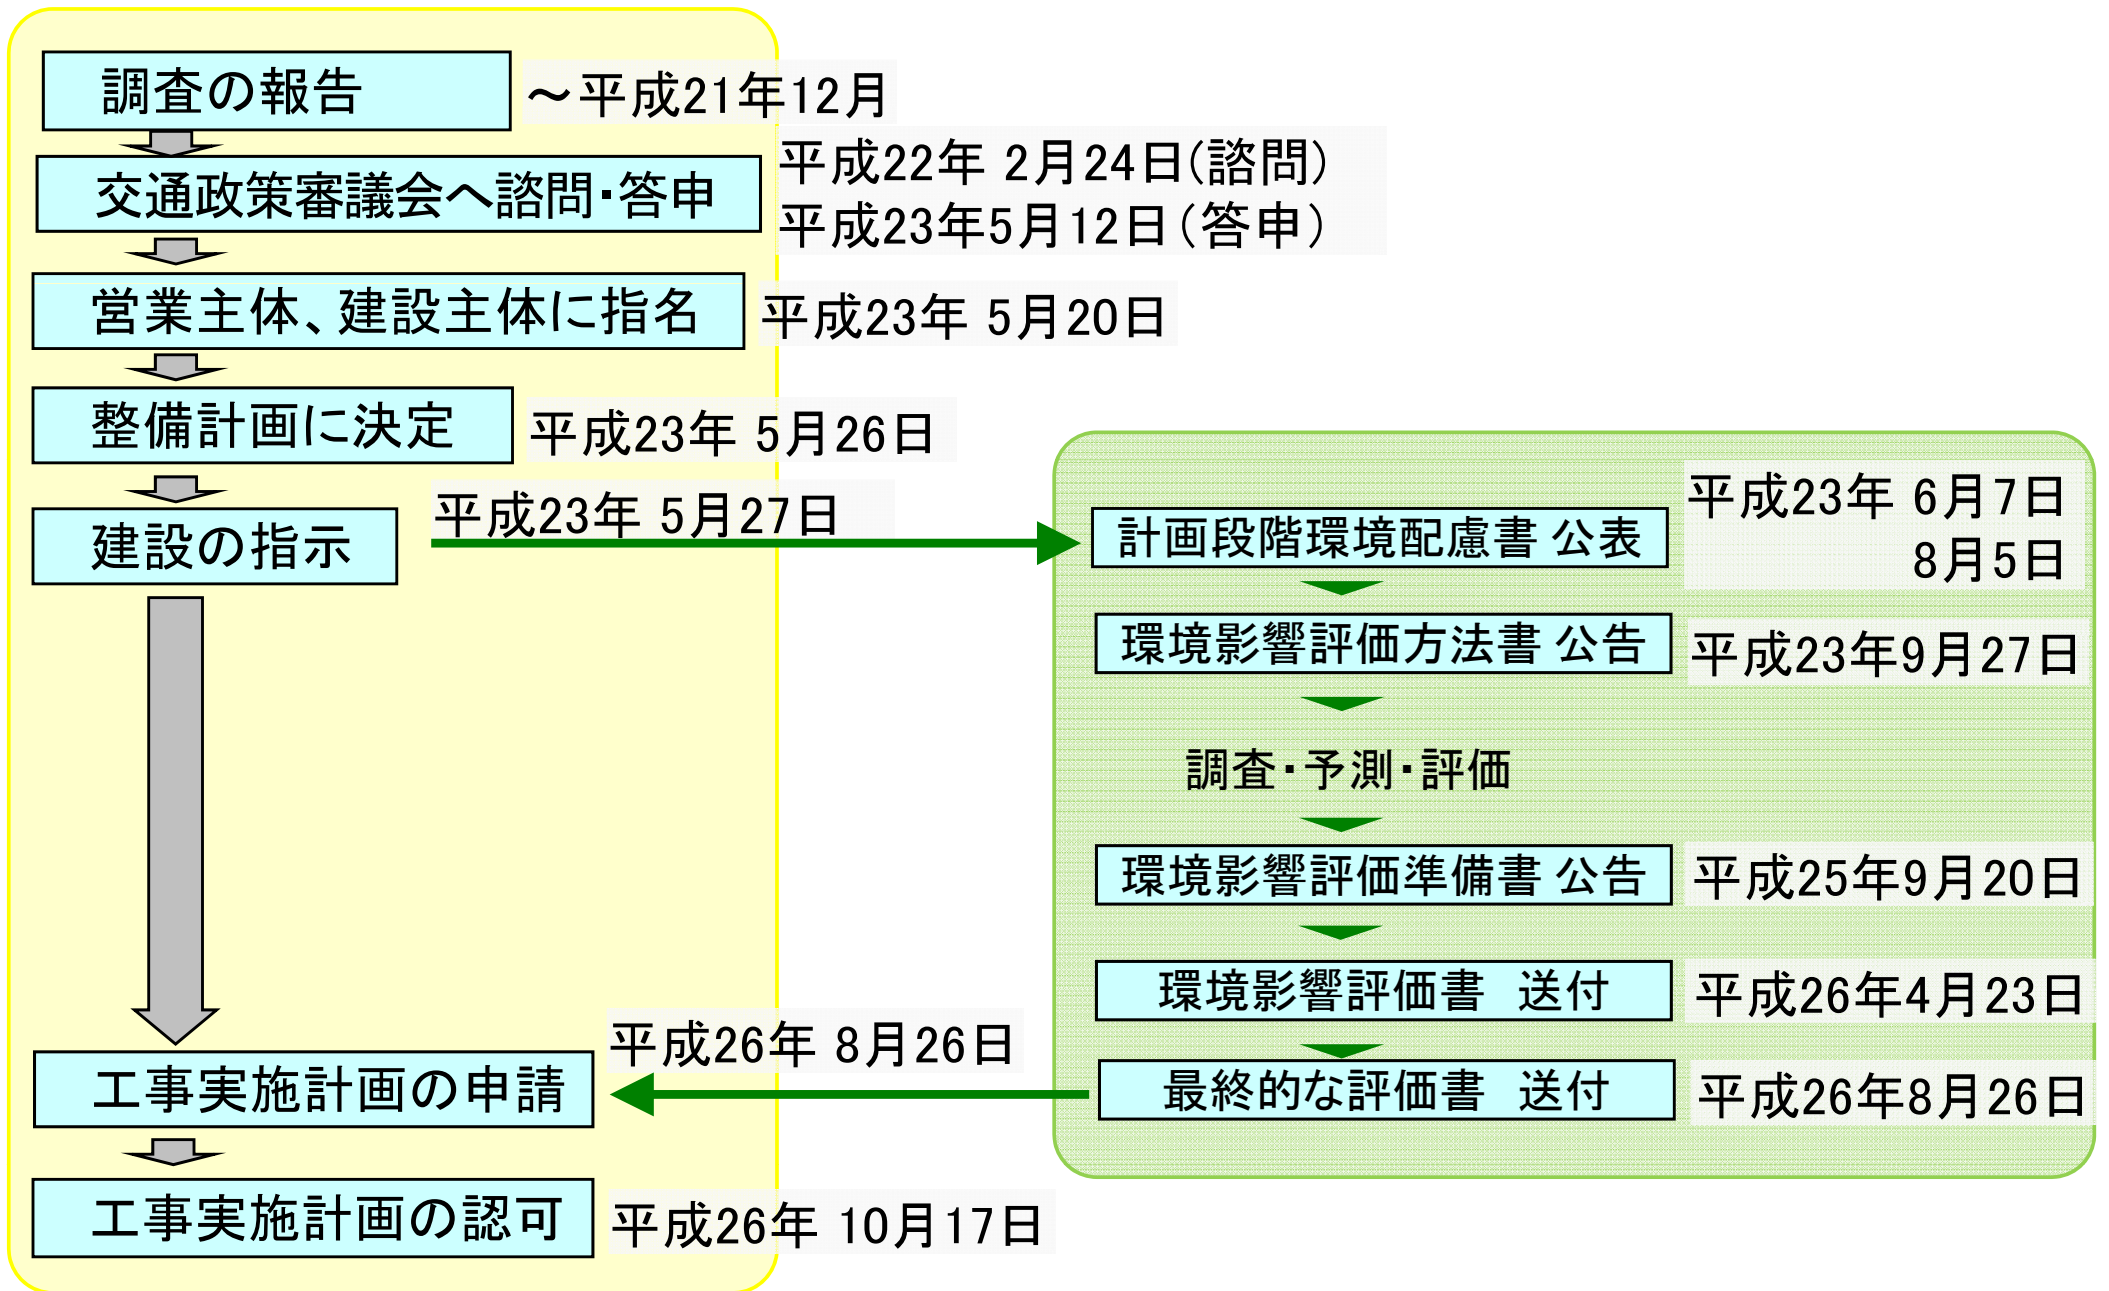 調査の報告
～平成21年12月
交通政策審議会へ諮問・答申
平成22年 2月24日(諮問)
平成23年5月12日（答申）
営業主体、建設主体に指名
平成23年 5月20日
整備計画に決定
平成23年 5月26日
建設の指示
平成23年 5月27日
計画段階環境配慮書 公表
平成23年 6月7日
8月5日
環境影響評価方法書 公告
平成23年9月27日
調査・予測・評価
環境影響評価準備書 公告
平成25年9月20日
環境影響評価書　送付
平成26年4月23日
最終的な評価書　送付
平成26年8月26日
工事実施計画の申請
平成26年 8月26日
工事実施計画の認可
平成26年 10月17日